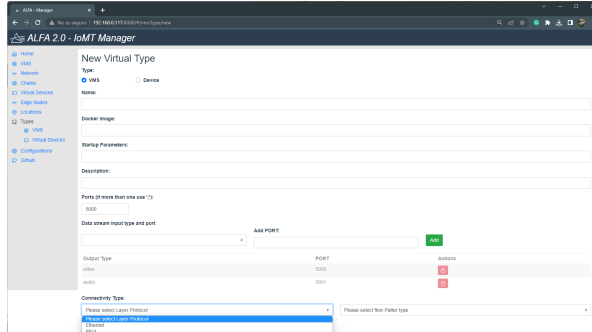 ALFA - Manager
No es seguro | 192.168.0.117:8000/#/vmsType/new
ALFA 2.0 - IoMT Manager
Home
VMS
Network
Chains
Virtual Devices
Edge Nodes
Locations
Types
VMS
Virtual Devices
Configurations
Github
New Virtual Type
Type:
VMS
Device
Name:
Docker Image:
Startup Parameters:
Description:
Ports (if more than one use ";"):
5000
Data stream input type and port
Add PORT:
Add
Output Type PORT Actions
video
audio 5001
Connectivity Type:
Please select Layer Protocol
Please select flow Patter type
Please select Layer Protocol
Ethernet